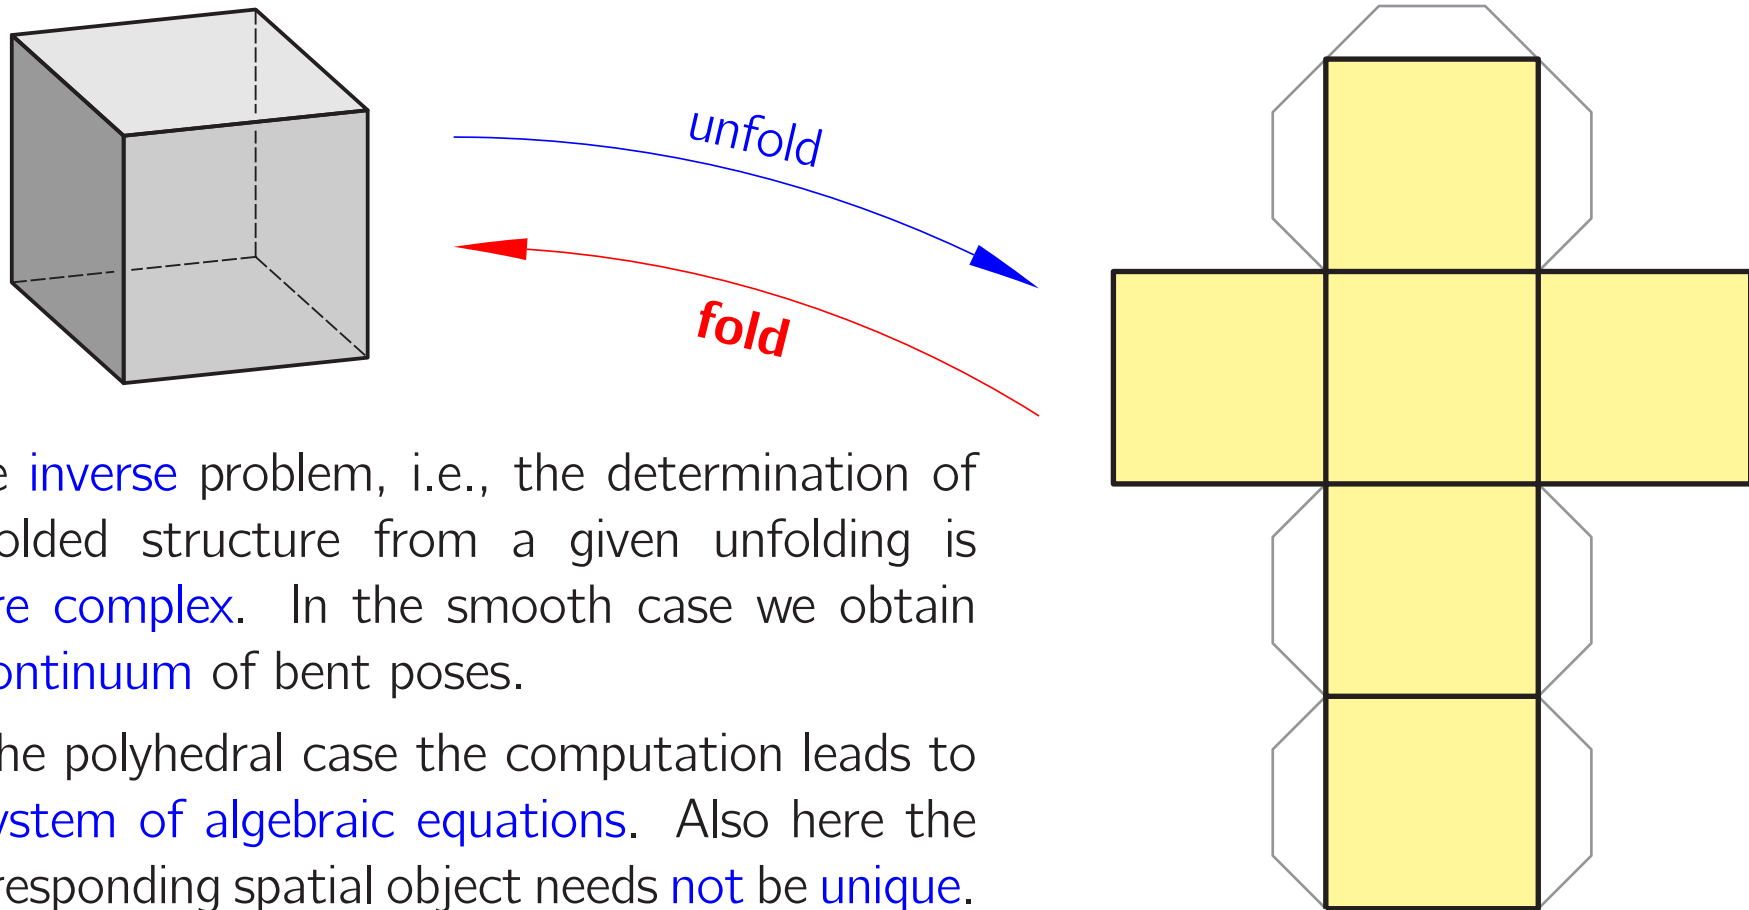 unfold
fold
e inverse problem, i.e., the determination of
olded structure from a given unfolding is
re complex. In the smooth case we obtain
ontinuum of bent poses.
he polyhedral case the computation leads to
ystem of algebraic equations. Also here the
responding spatial object needs not be unique.